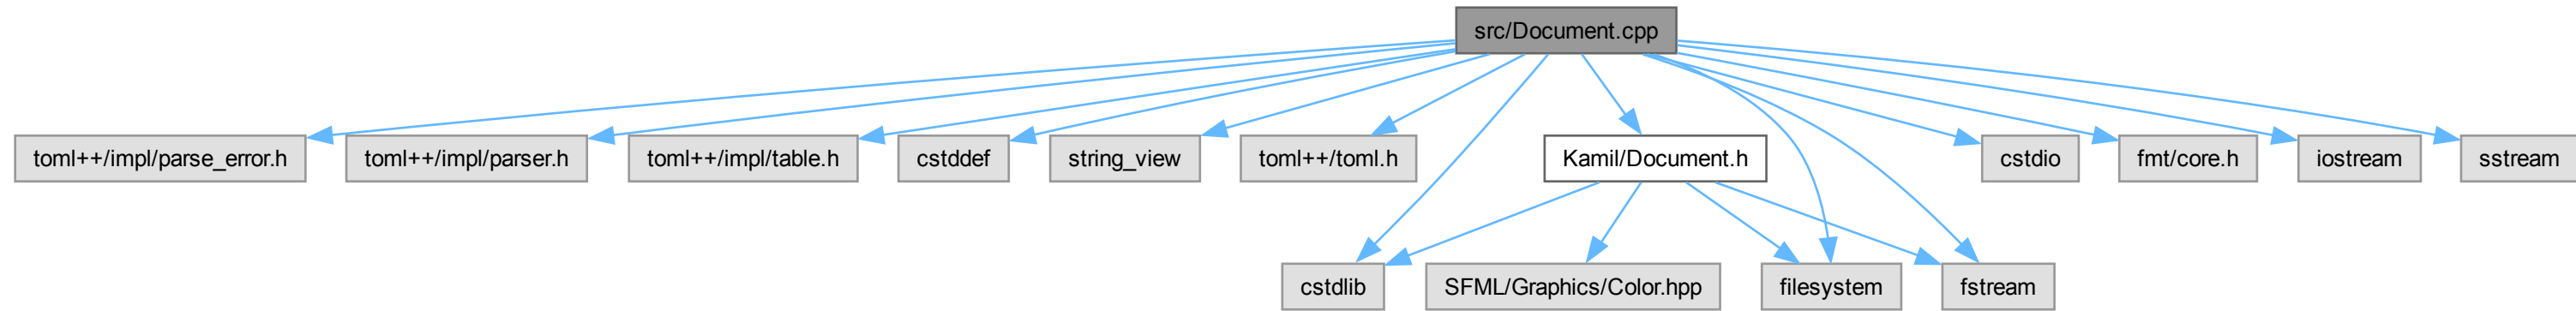 src/Document.cpp
toml++/impl/parse_error.h
toml++/impl/parser.h
toml++/impl/table.h
cstddef
string_view
toml++/toml.h
Kamil/Document.h
cstdio
fmt/core.h
iostream
sstream
cstdlib
SFML/Graphics/Color.hpp
filesystem
fstream